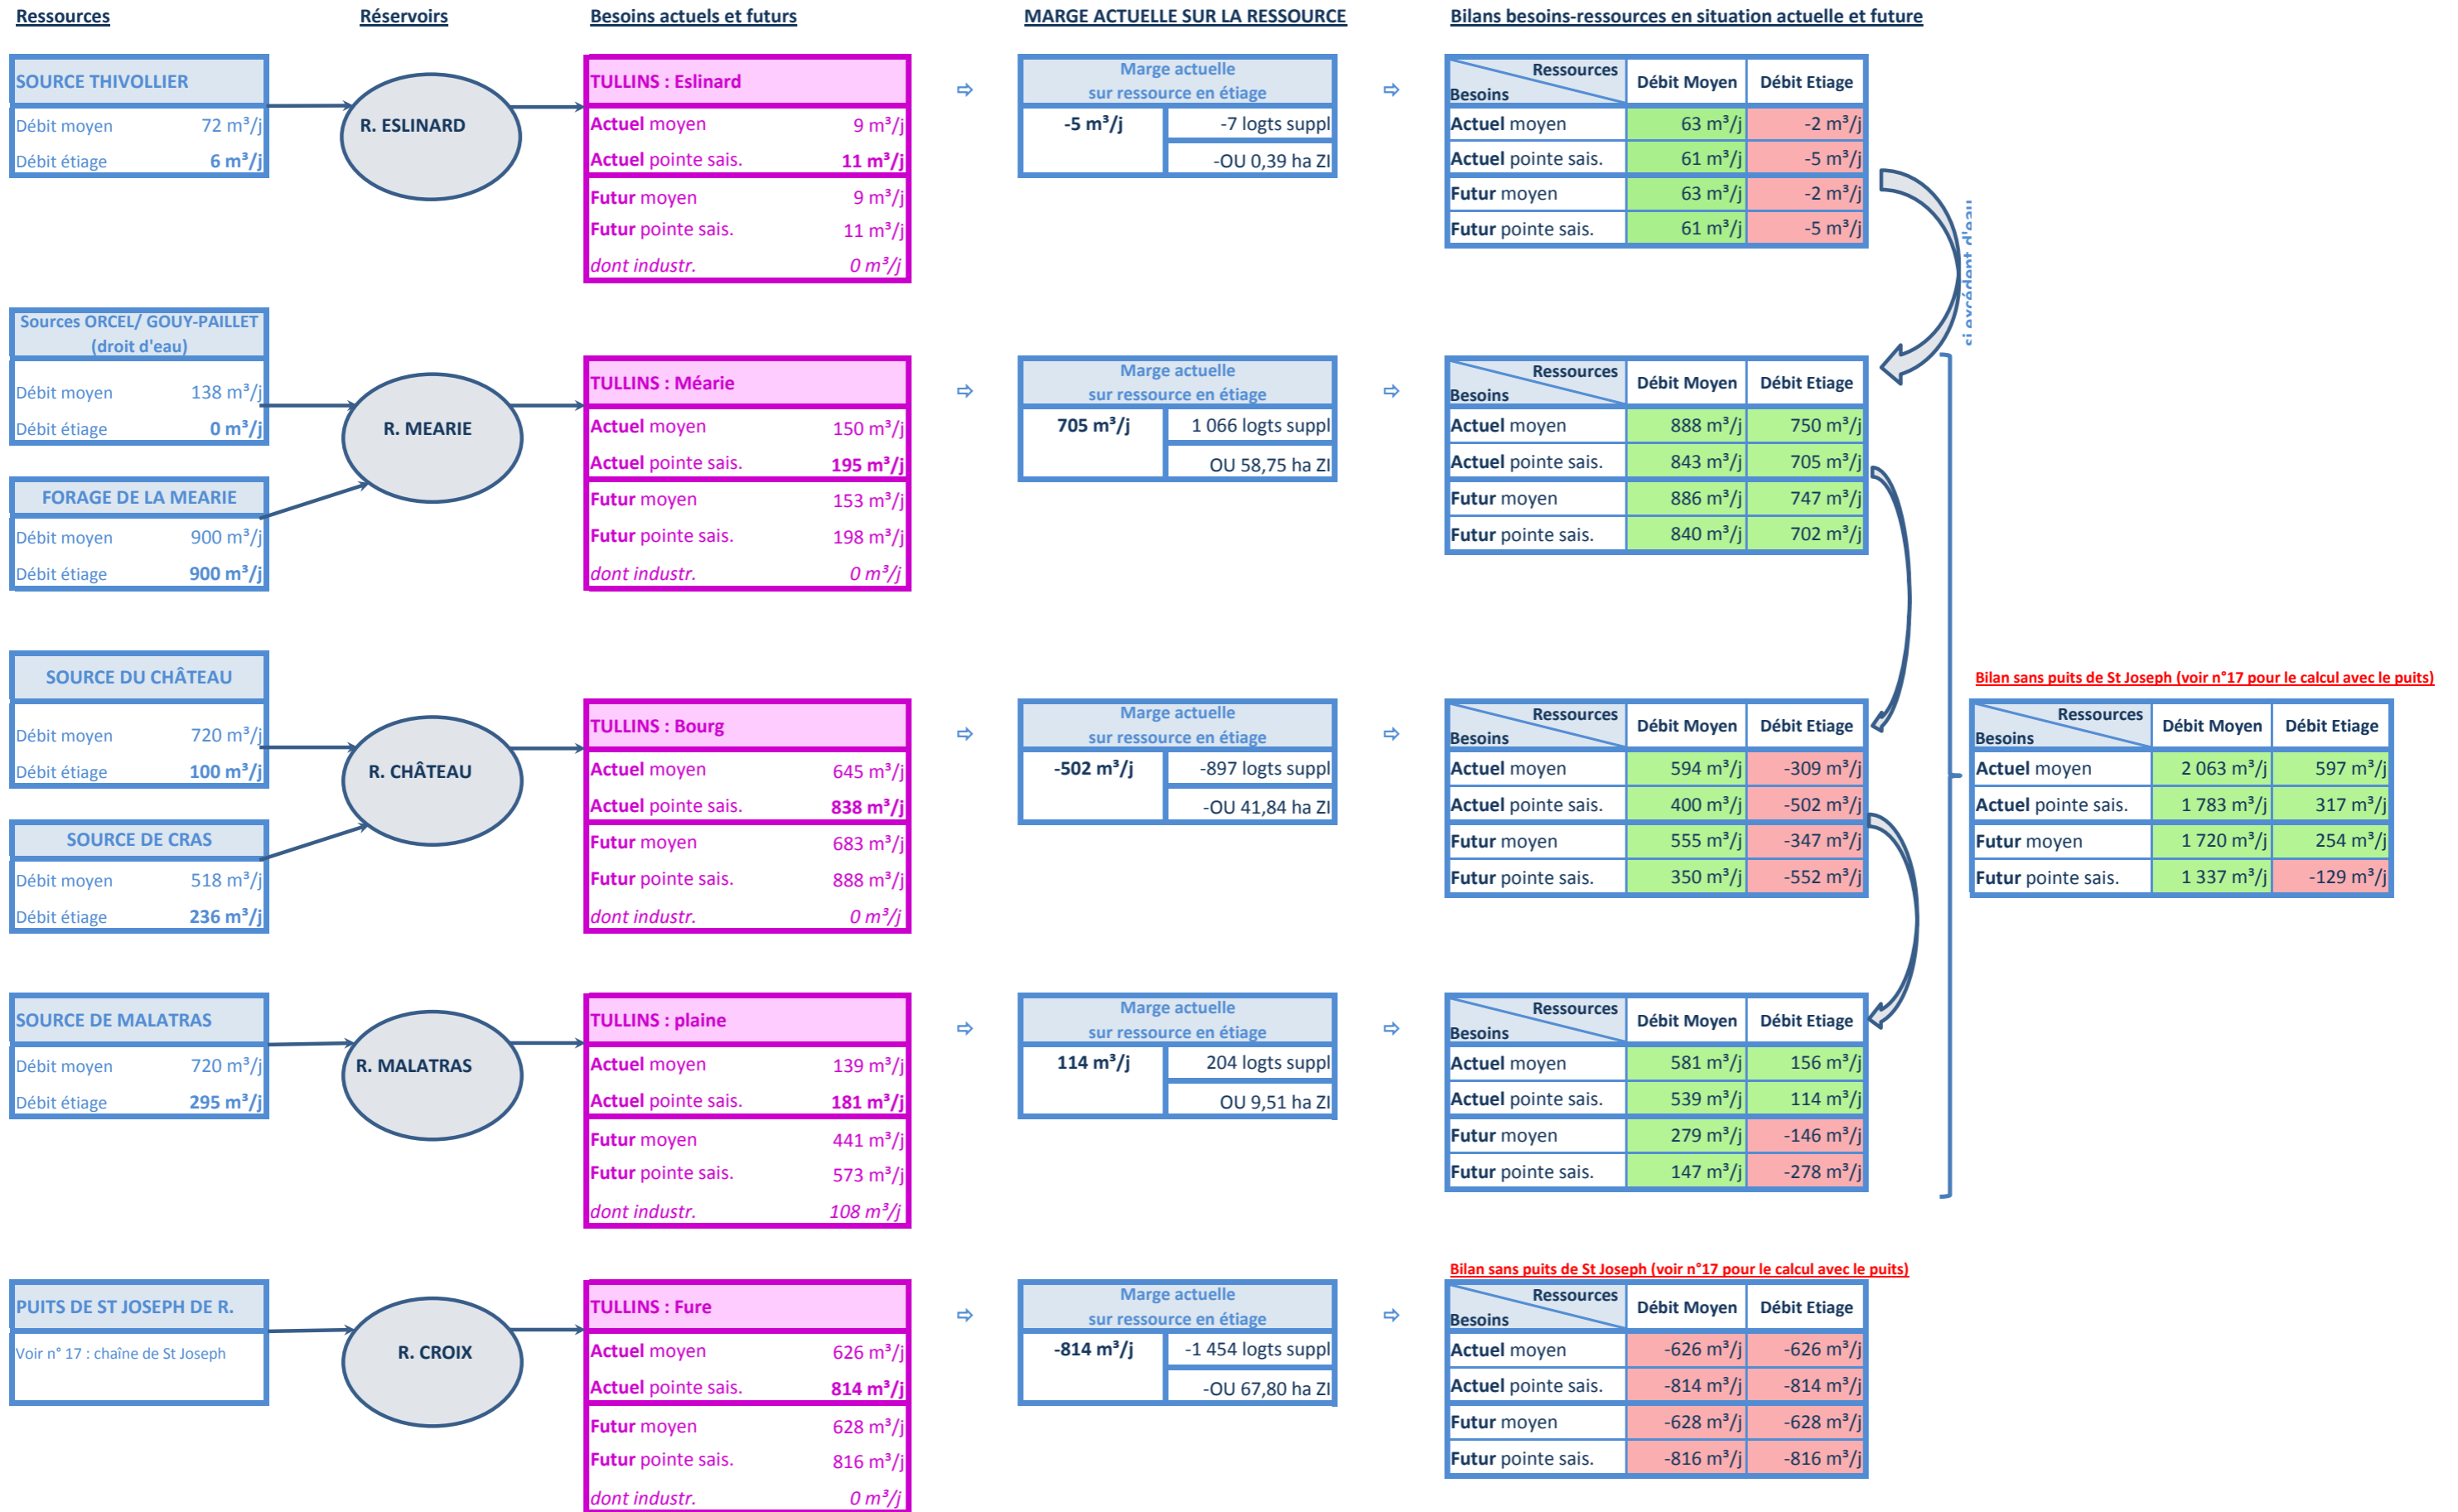 Ressources
Réservoirs
Besoins actuels et futurs
MARGE ACTUELLE SUR LA RESSOURCE
Bilans besoins-ressources en situation actuelle et future
SOURCE THIVOLLIER
Débit moyen 72 m³/j
Débit étiage 6 m³/j
R. ESLINARD
TULLINS : Eslinard
Actuel moyen 9 m³/j
Actuel pointe sais. 11 m³/j
Futur moyen 9 m³/j
Futur pointe sais. 11 m³/j
dont industr. 0 m³/j
⇨
Marge actuelle
sur ressource en étiage
-5 m³/j -7 logts suppl
-OU 0,39 ha ZI
⇨
Ressources
Besoins Débit Moyen Débit Etiage
Actuel moyen 63 m³/j -2 m³/j
Actuel pointe sais. 61 m³/j -5 m³/j
Futur moyen 63 m³/j -2 m³/j
Futur pointe sais. 61 m³/j -5 m³/j
si excédent d'eau
Sources ORCEL/ GOUY-PAILLET
(droit d'eau)
Débit moyen 138 m³/j
Débit étiage 0 m³/j
FORAGE DE LA MEARIE
Débit moyen 900 m³/j
Débit étiage 900 m³/j
R. MEARIE
TULLINS : Méarie
Actuel moyen 150 m³/j
Actuel pointe sais. 195 m³/j
Futur moyen 153 m³/j
Futur pointe sais. 198 m³/j
dont industr. 0 m³/j
⇨
Marge actuelle
sur ressource en étiage
705 m³/j 1 066 logts suppl
OU 58,75 ha ZI
⇨
Ressources
Besoins Débit Moyen Débit Etiage
Actuel moyen 888 m³/j 750 m³/j
Actuel pointe sais. 843 m³/j 705 m³/j
Futur moyen 886 m³/j 747 m³/j
Futur pointe sais. 840 m³/j 702 m³/j
SOURCE DU CHÂTEAU
Débit moyen 720 m³/j
Débit étiage 100 m³/j
SOURCE DE CRAS
Débit moyen 518 m³/j
Débit étiage 236 m³/j
R. CHÂTEAU
TULLINS : Bourg
Actuel moyen 645 m³/j
Actuel pointe sais. 838 m³/j
Futur moyen 683 m³/j
Futur pointe sais. 888 m³/j
dont industr. 0 m³/j
⇨
Marge actuelle
sur ressource en étiage
-502 m³/j -897 logts suppl
-OU 41,84 ha ZI
⇨
Ressources
Besoins Débit Moyen Débit Etiage
Actuel moyen 594 m³/j -309 m³/j
Actuel pointe sais. 400 m³/j -502 m³/j
Futur moyen 555 m³/j -347 m³/j
Futur pointe sais. 350 m³/j -552 m³/j
Bilan sans puits de St Joseph (voir n°17 pour le calcul avec le puits)
Ressources
Besoins Débit Moyen Débit Etiage
Actuel moyen 2 063 m³/j 597 m³/j
Actuel pointe sais. 1 783 m³/j 317 m³/j
Futur moyen 1 720 m³/j 254 m³/j
Futur pointe sais. 1 337 m³/j -129 m³/j
SOURCE DE MALATRAS
Débit moyen 720 m³/j
Débit étiage 295 m³/j
R. MALATRAS
TULLINS : plaine
Actuel moyen 139 m³/j
Actuel pointe sais. 181 m³/j
Futur moyen 441 m³/j
Futur pointe sais. 573 m³/j
dont industr. 108 m³/j
⇨
Marge actuelle
sur ressource en étiage
114 m³/j 204 logts suppl
OU 9,51 ha ZI
⇨
Ressources
Besoins Débit Moyen Débit Etiage
Actuel moyen 581 m³/j 156 m³/j
Actuel pointe sais. 539 m³/j 114 m³/j
Futur moyen 279 m³/j -146 m³/j
Futur pointe sais. 147 m³/j -278 m³/j
PUITS DE ST JOSEPH DE R.
Voir n° 17 : chaîne de St Joseph
R. CROIX
TULLINS : Fure
Actuel moyen 626 m³/j
Actuel pointe sais. 814 m³/j
Futur moyen 628 m³/j
Futur pointe sais. 816 m³/j
dont industr. 0 m³/j
⇨
Marge actuelle
sur ressource en étiage
-814 m³/j -1 454 logts suppl
-OU 67,80 ha ZI
⇨
Bilan sans puits de St Joseph (voir n°17 pour le calcul avec le puits)
Ressources
Besoins Débit Moyen Débit Etiage
Actuel moyen -626 m³/j -626 m³/j
Actuel pointe sais. -814 m³/j -814 m³/j
Futur moyen -628 m³/j -628 m³/j
Futur pointe sais. -816 m³/j -816 m³/j